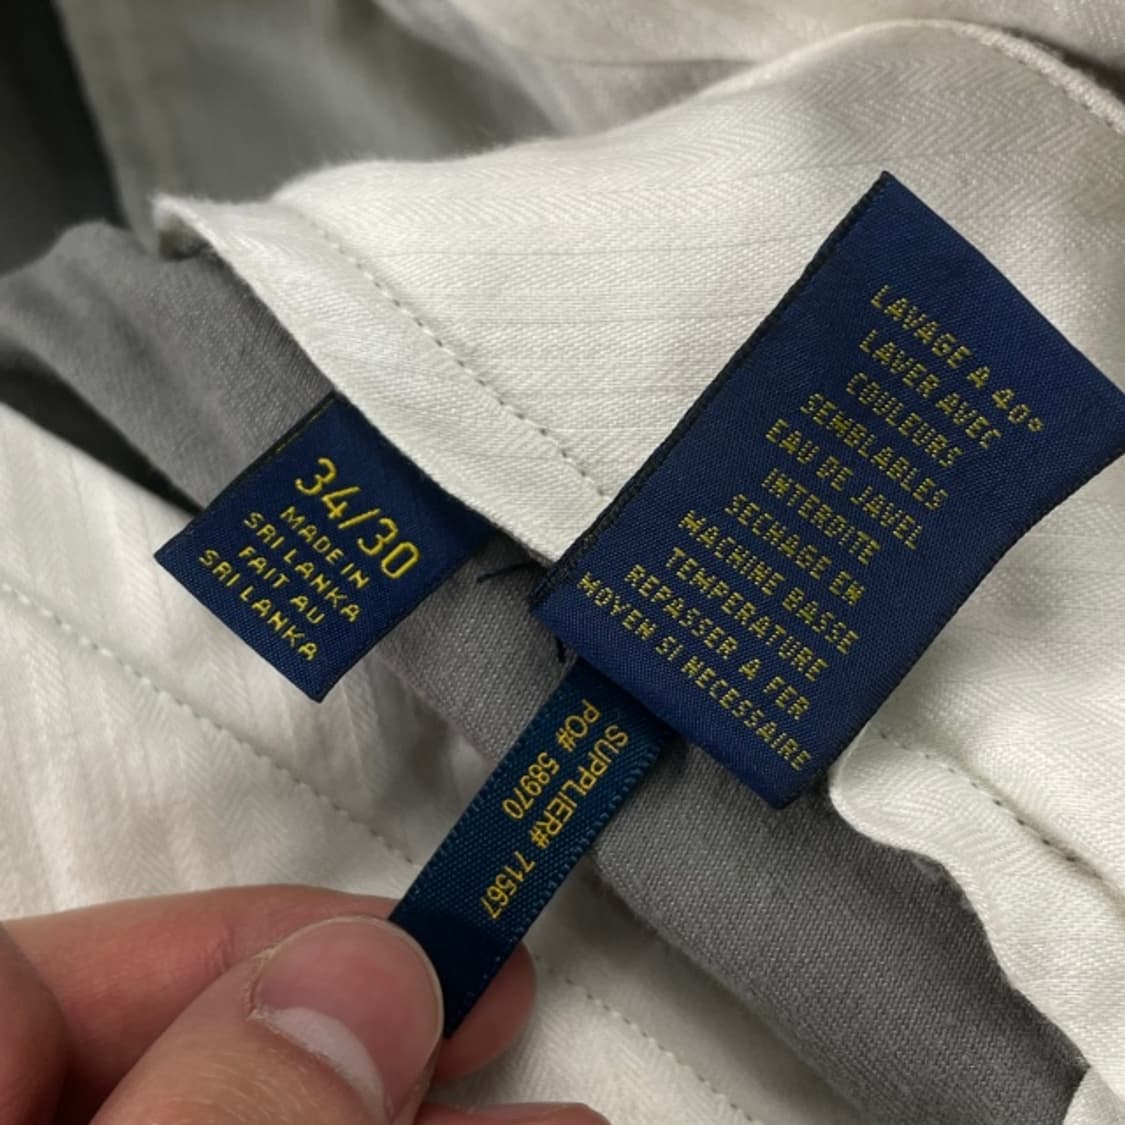 34/30
MADE IN
SRI LANKA
FAIT AU
SRI LANKA
LAVAGE A 40°
LAVER AVEC
COULEURS
SEMBLABLES
EAU DE JAVEL
INTERDITE
SECHAGE EN
MACHINE BASSE
TEMPERATURE
REPASSER A FER
MOYEN SI NECESSAIRE
SUPPLIER# 71567
PO# 58970